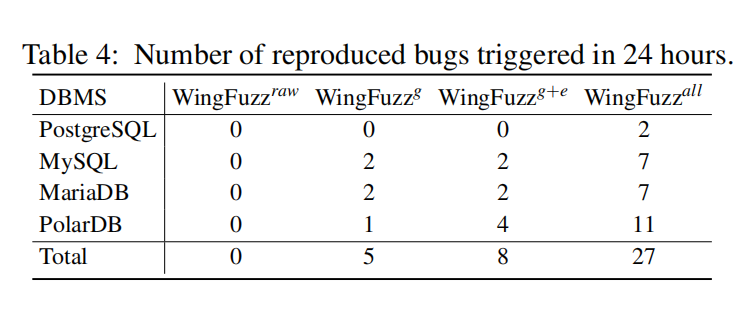 Table 4: Number of reproduced bugs triggered in 24 hours.
DBMS WingFuzz^raw WingFuzz^g WingFuzz^g+e WingFuzz^all
PostgreSQL 0 0 0 2
MySQL 0 2 2 7
MariaDB 0 2 2 7
PolarDB 0 1 4 11
Total 0 5 8 27